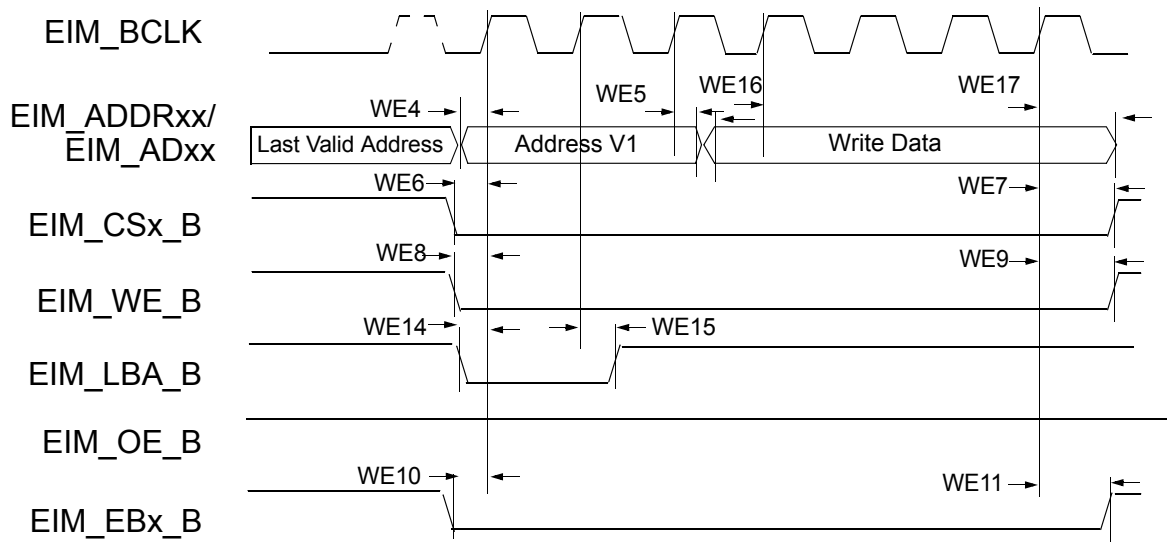 EIM_BCLK
WE5
WE16
WE4
WE17
EIM_ADDRxx/
EIM_ADxx
Last Valid Address
Address V1
Write Data
WE6
WE7
EIM_CSx_B
WE8
WE9
EIM_WE_B
WE14
WE15
EIM_LBA_B
EIM_OE_B
WE10
WE11
EIM_EBx_B